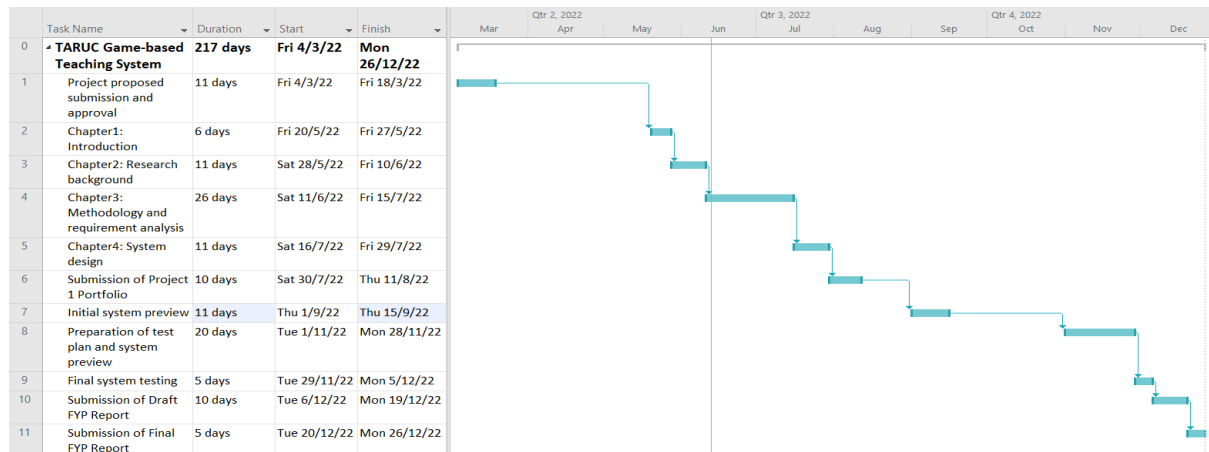 Qtr 2, 2022 Qtr 3, 2022 Qtr 4, 2022
Task Name Duration Start Finish Mar Apr May Jun Jul Aug Sep Oct Nov Dec
0 TARUC Game-based 217 days Fri 4/3/22 Mon
Teaching System 26/12/22
1 Project proposed 11 days Fri 4/3/22 Fri 18/3/22
submission and
approval
2 Chapter1: 6 days Fri 20/5/22 Fri 27/5/22
Introduction
3 Chapter2: Research 11 days Sat 28/5/22 Fri 10/6/22
background
4 Chapter3: 26 days Sat 11/6/22 Fri 15/7/22
Methodology and
requirement analysis
5 Chapter4: System 11 days Sat 16/7/22 Fri 29/7/22
design
6 Submission of Project 10 days Sat 30/7/22 Thu 11/8/22
1 Portfolio
7 Initial system preview 11 days Thu 1/9/22 Thu 15/9/22
8 Preparation of test 20 days Tue 1/11/22 Mon 28/11/22
plan and system
preview
9 Final system testing 5 days Tue 29/11/22 Mon 5/12/22
10 Submission of Draft 10 days Tue 6/12/22 Mon 19/12/22
FYP Report
11 Submission of Final 5 days Tue 20/12/22 Mon 26/12/22
FYP Report